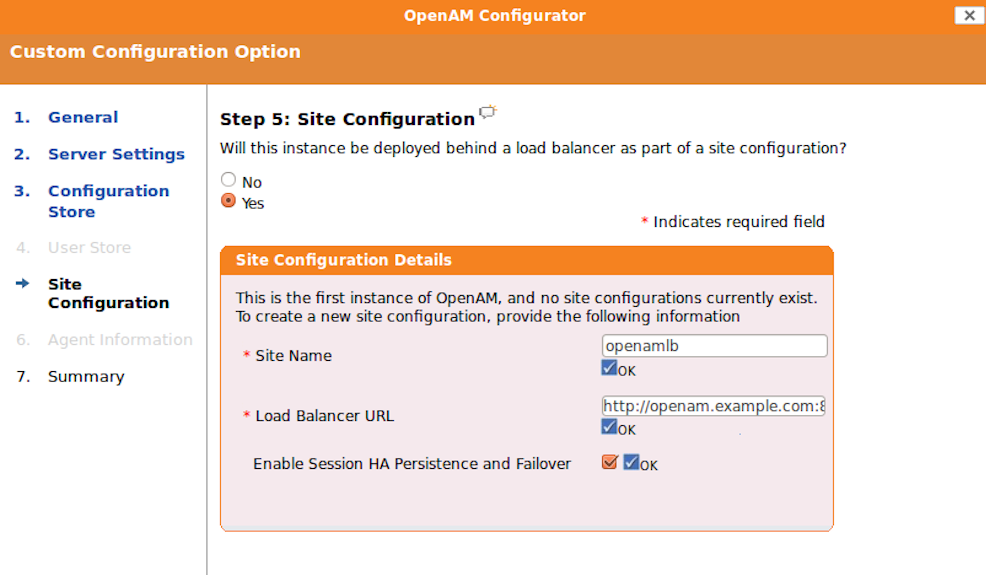 OpenAM Configurator
Custom Configuration Option
1. General
2. Server Settings
3. Configuration
Store
4. User Store
Site
Configuration
6. Agent Information
7. Summary
Step 5: Site Configuration
Will this instance be deployed behind a load balancer as part of a site configuration?
No
Yes
* Indicates required field
Site Configuration Details
This is the first instance of OpenAM, and no site configurations currently exist.
To create a new site configuration, provide the following information
* Site Name
openamlb
OK
* Load Balancer URL
http://openam.example.com:8
OK
Enable Session HA Persistence and Failover
OK